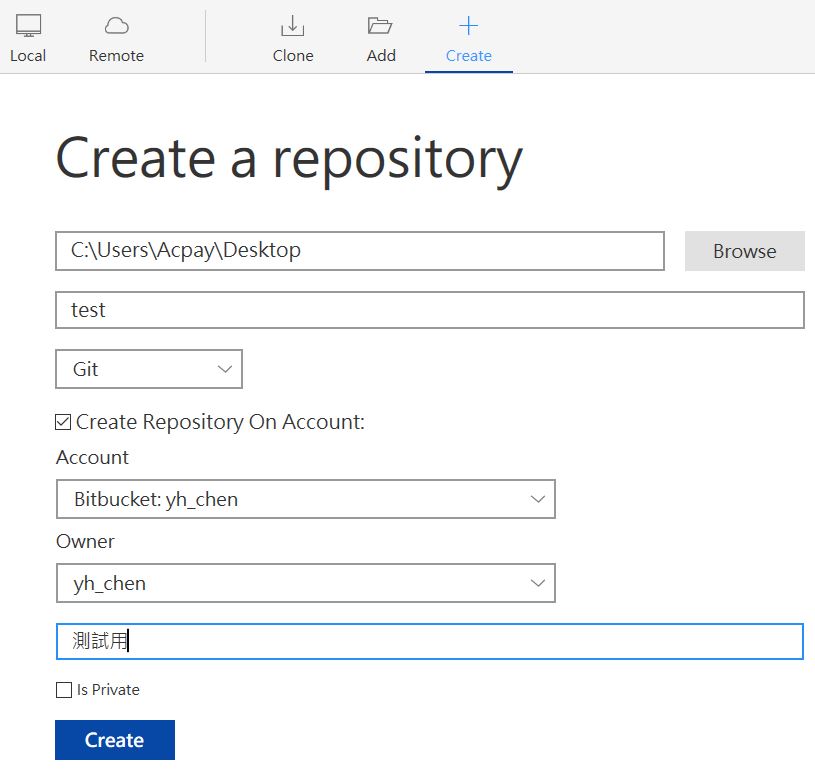 Local Remote Clone Add Create
Create a repository
C:\Users\Acpay\Desktop Browse
test
Git
Create Repository On Account:
Account
Bitbucket: yh_chen
Owner
yh_chen
測試用
Is Private
Create